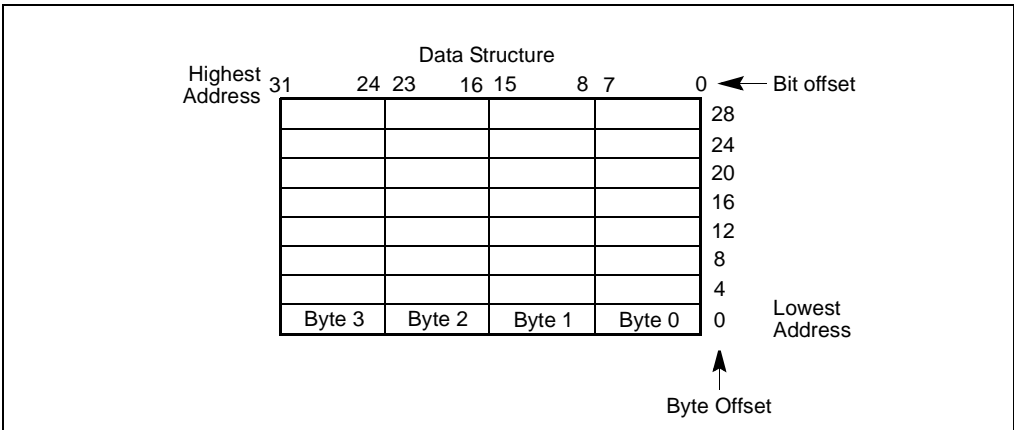 Data Structure
Highest
Address
31 24 23 16 15 8 7 0 Bit offset
28
24
20
16
12
8
4
Byte 3 Byte 2 Byte 1 Byte 0 0
Lowest
Address
Byte Offset